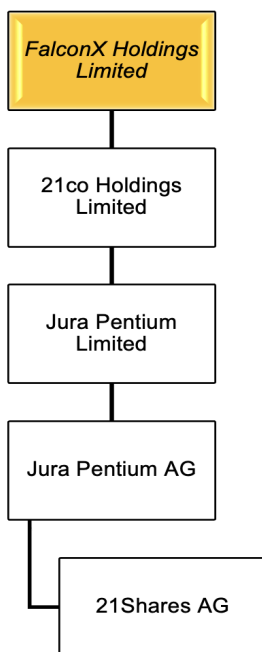 FalconX Holdings
Limited
21co Holdings
Limited
Jura Pentium
Limited
Jura Pentium AG
21Shares AG